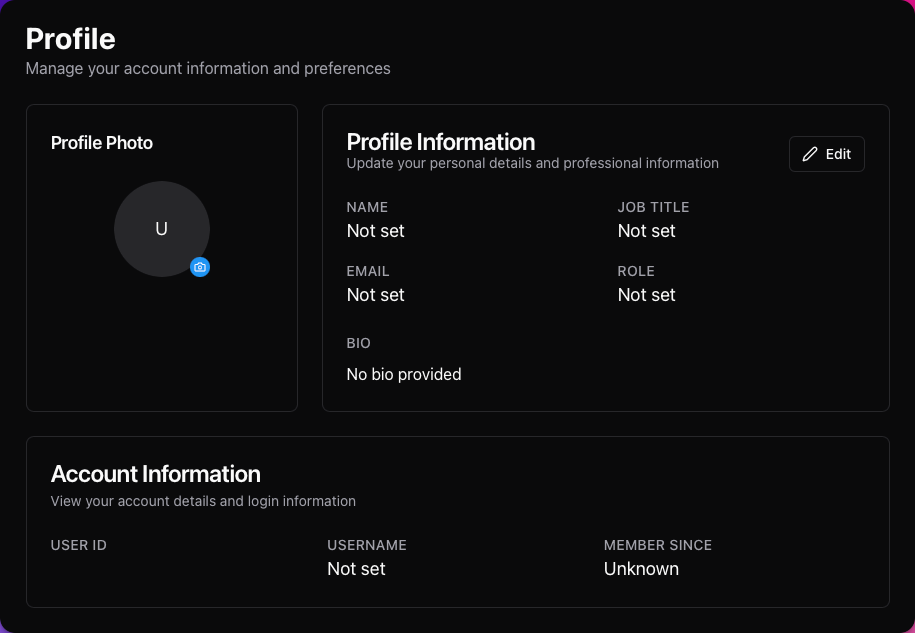 Profile
Manage your account information and preferences
Profile Photo
U
Profile Information
Update your personal details and professional information
Edit
NAME
Not set
JOB TITLE
Not set
EMAIL
Not set
ROLE
Not set
BIO
No bio provided
Account Information
View your account details and login information
USER ID
USERNAME
Not set
MEMBER SINCE
Unknown